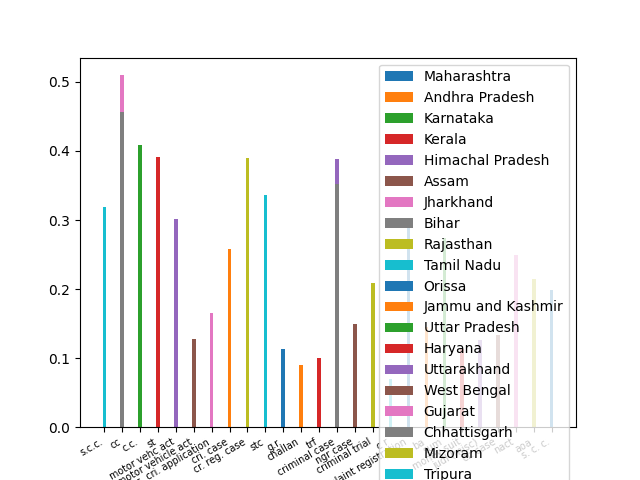 0.5
0.4
0.3
0.2
0.1
0.0
Maharashtra
Andhra Pradesh
Karnataka
Kerala
Himachal Pradesh
Assam
Jharkhand
Bihar
Rajasthan
Tamil Nadu
Orissa
Jammu and Kashmir
Uttar Pradesh
Haryana
Uttarakhand
West Bengal
Gujarat
Chhattisgarh
Mizoram
Tripura
s.c.c.
cc
c.c.
st
motor vehc act
motor vehicle act
cri. application
cri. case
cr. reg. case
stc
g.r.
challan
trf
criminal case
ngr case
criminal trial
nact
aoa
s. c. c.